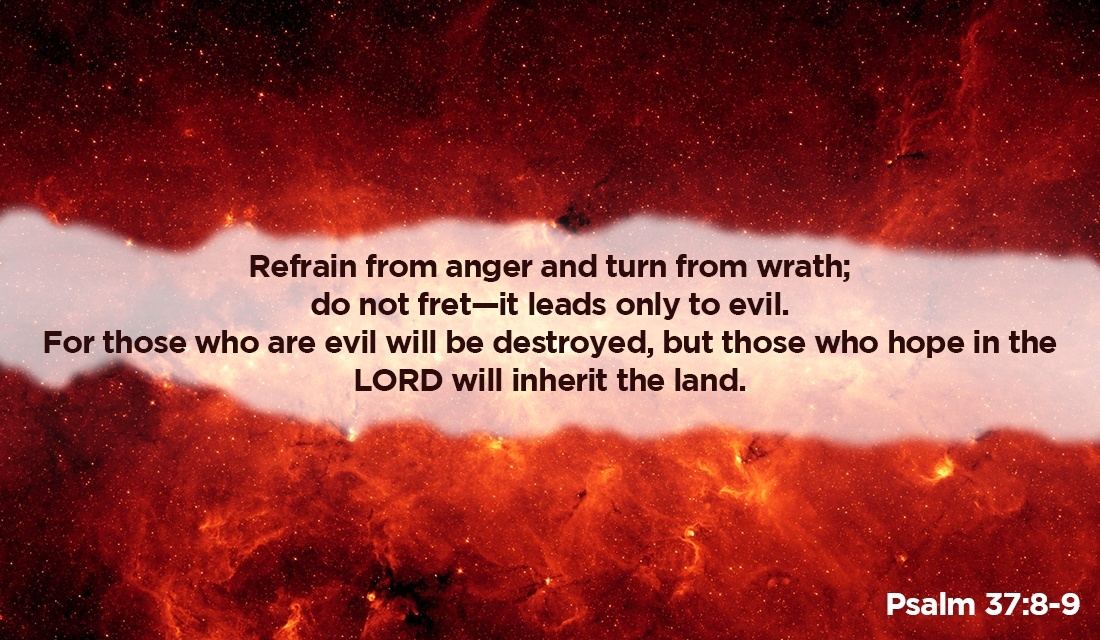 Refrain from anger and turn from wrath;
do not fret—it leads only to evil.
For those who are evil will be destroyed, but those who hope in the
LORD will inherit the land.
Psalm 37:8-9